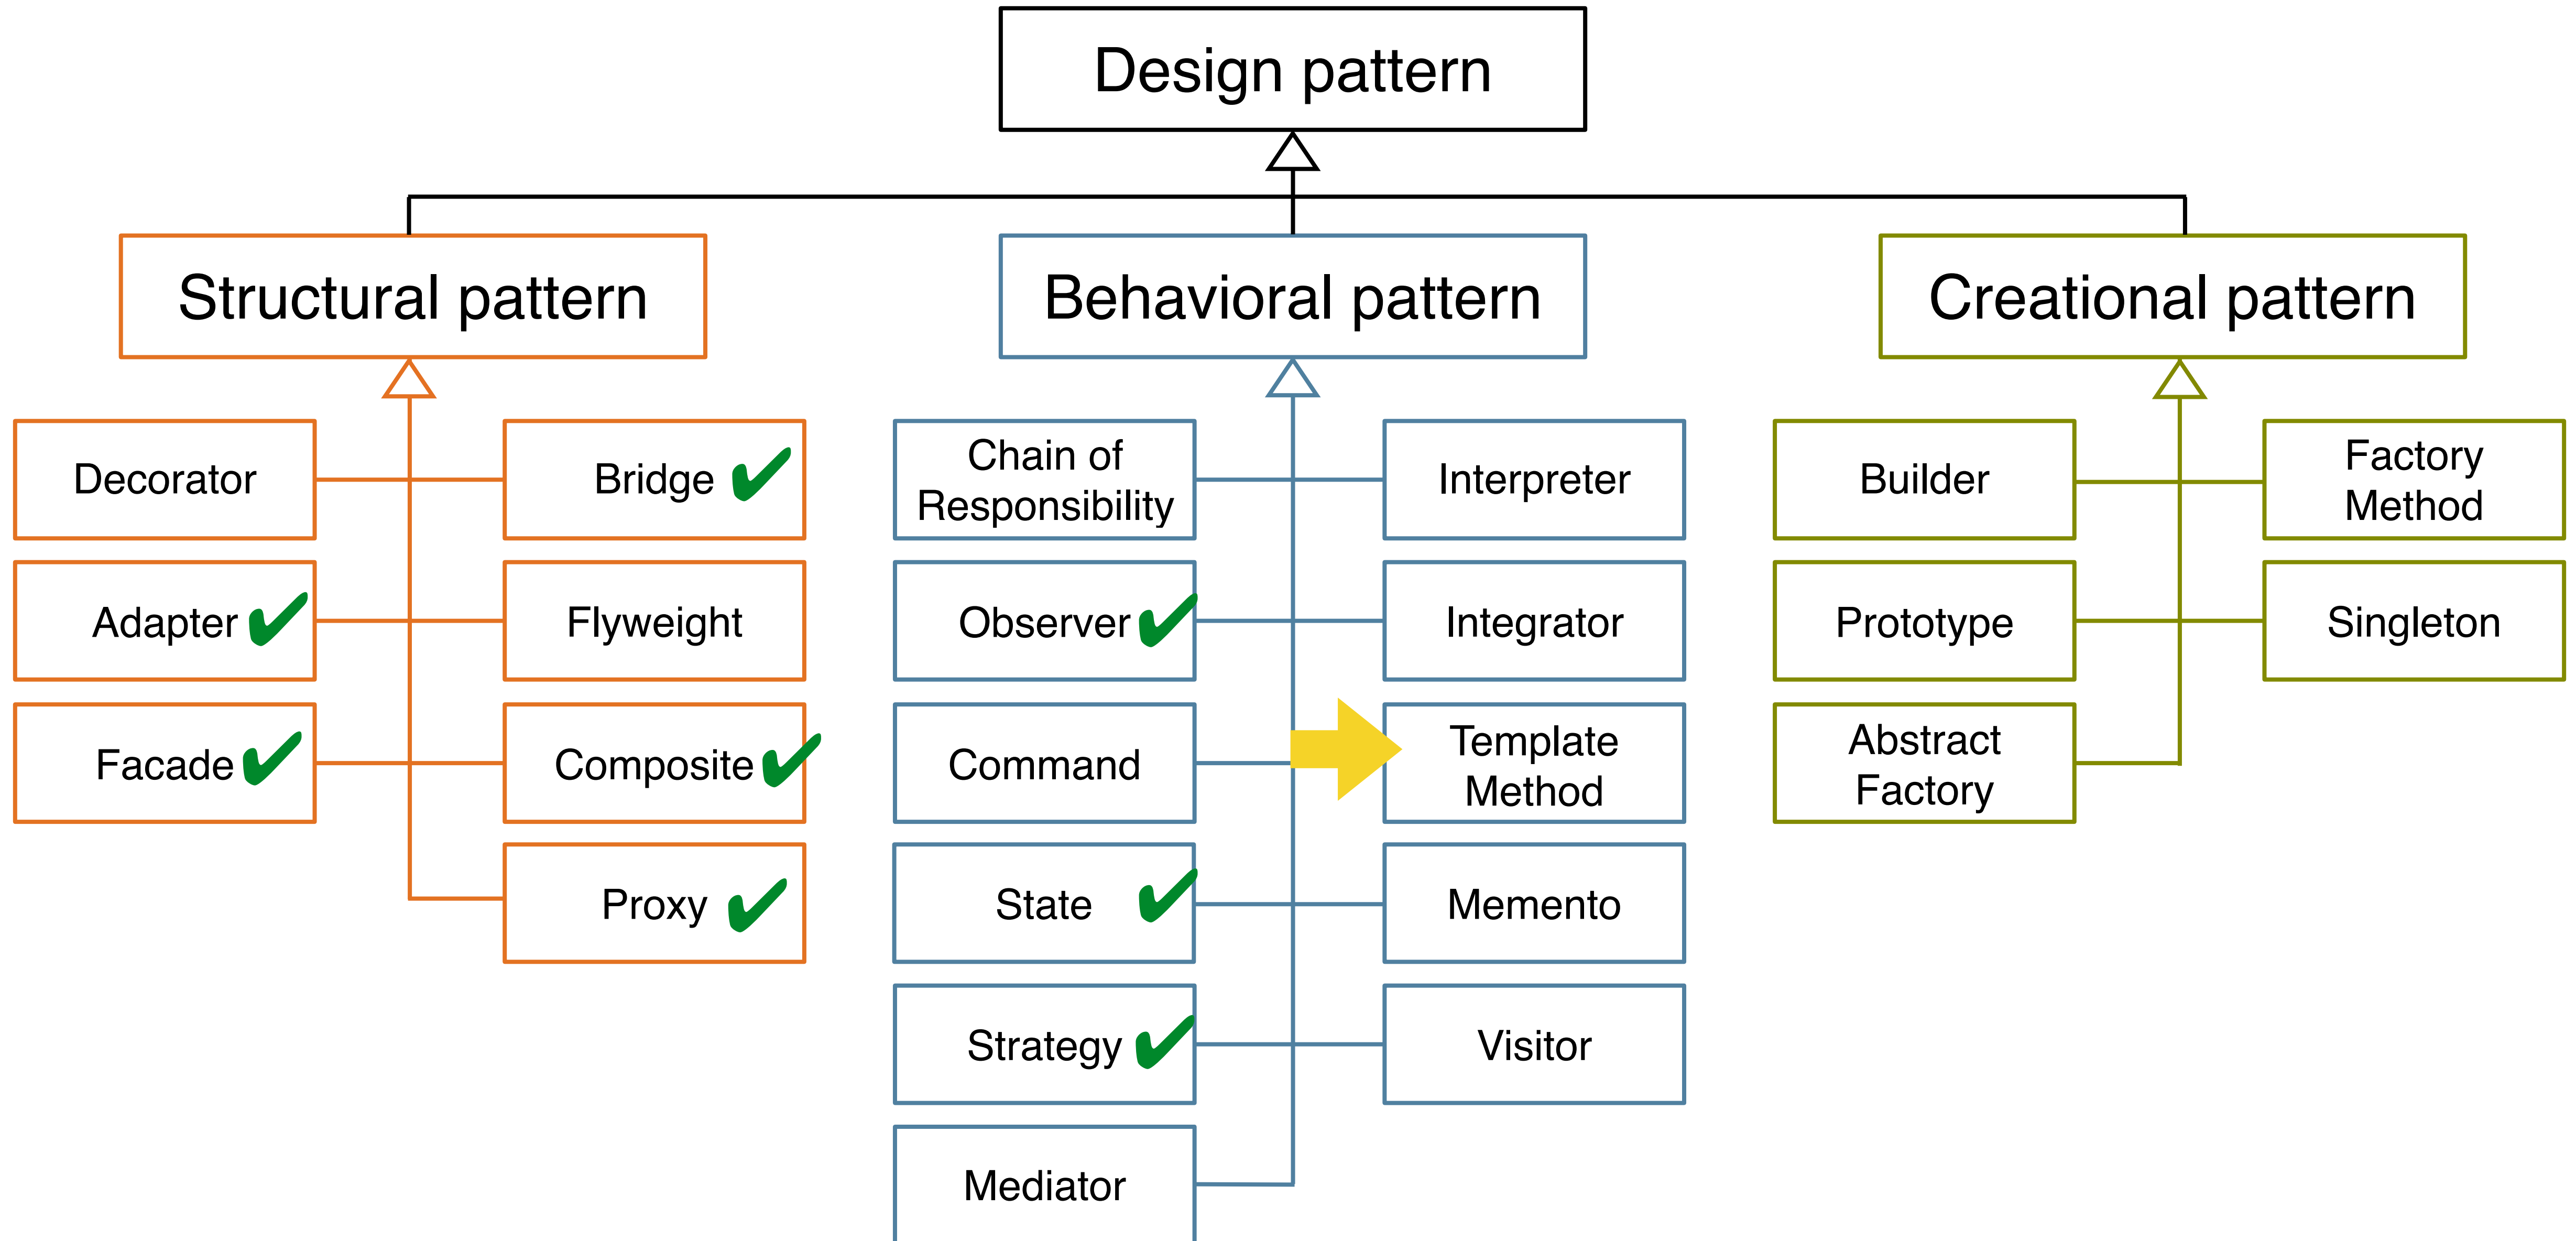 Design pattern
Structural pattern
Behavioral pattern
Creational pattern
Decorator
Bridge
Adapter
Flyweight
Facade
Composite
Proxy
Chain of
Responsibility
Interpreter
Observer
Integrator
Command
Template
Method
State
Memento
Strategy
Visitor
Mediator
Builder
Factory
Method
Prototype
Singleton
Abstract
Factory